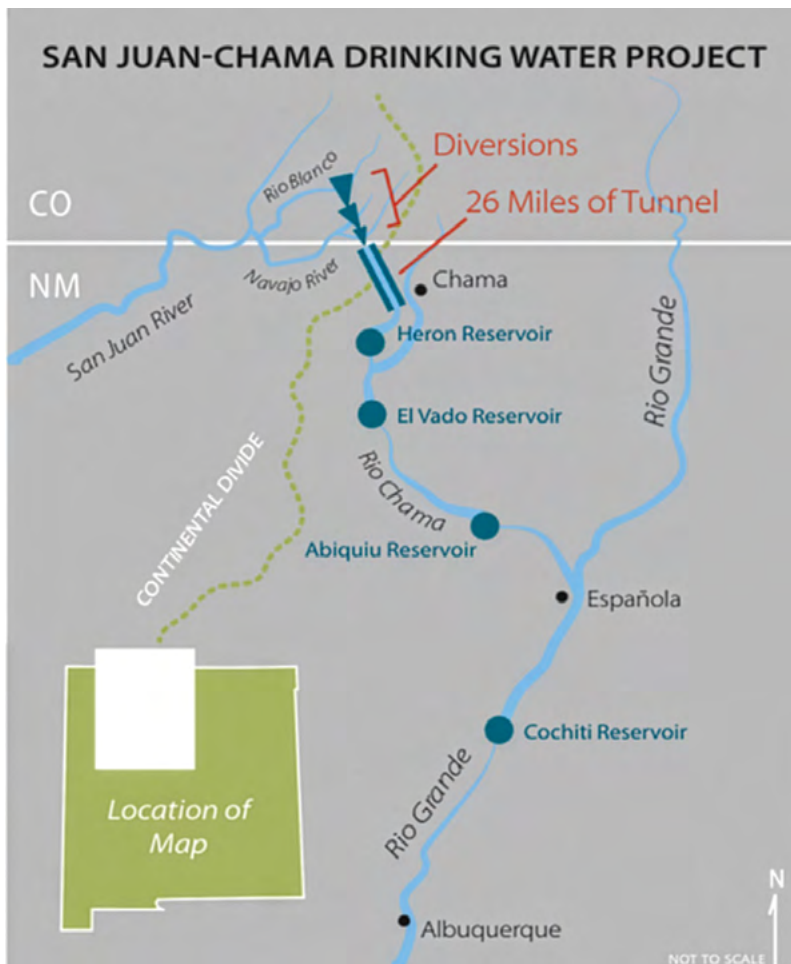 SAN JUAN-CHAMA DRINKING WATER PROJECT
Diversions
Rio Blanco
CO
26 Miles of Tunnel
NM
Navajo River
Chama
San Juan River
Heron Reservoir
Rio Grande
El Vado Reservoir
CONTINENTAL DIVIDE
Rio Chama
Abiquiu Reservoir
Española
Cochiti Reservoir
Rio Grande
Location of
Map
N
Albuquerque
NOT TO SCALE